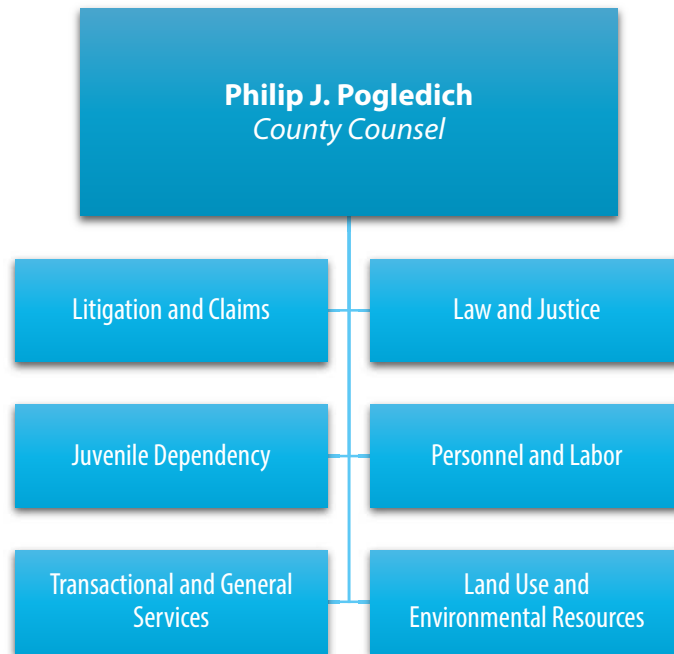 Philip J. Pogledich
County Counsel
Litigation and Claims
Law and Justice
Juvenile Dependency
Personnel and Labor
Transactional and General
Services
Land Use and
Environmental Resources